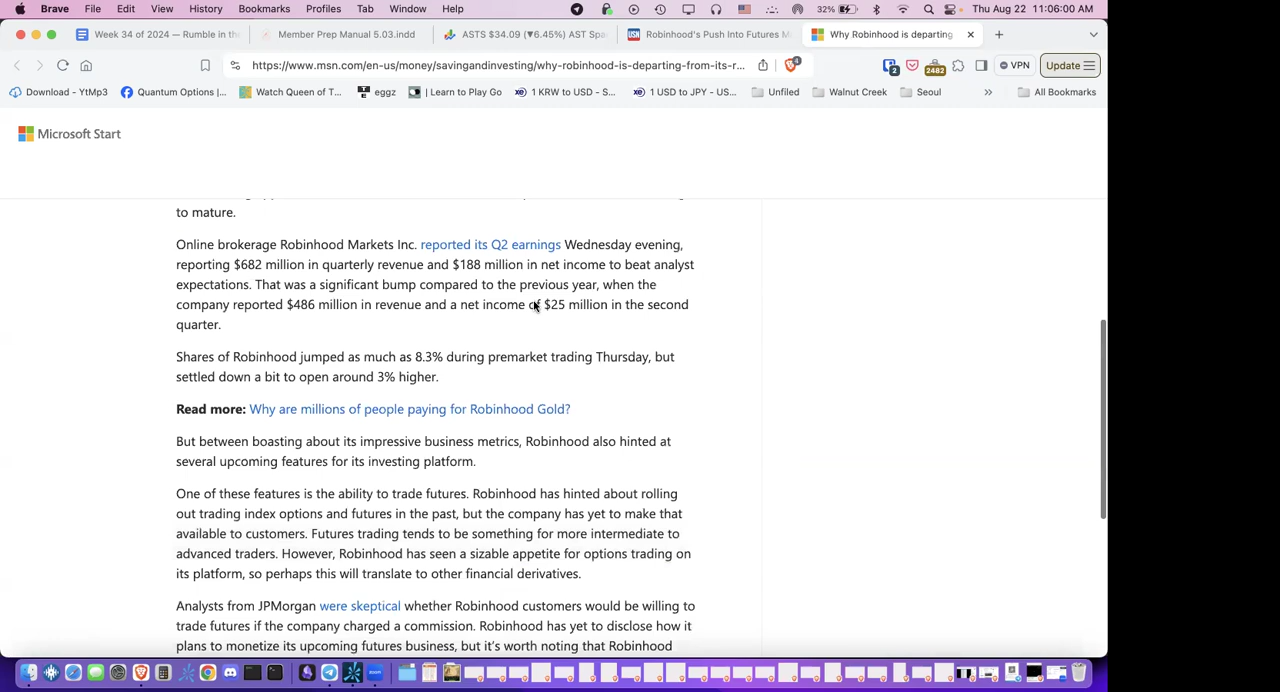 Brave File Edit View History Bookmarks Profiles Tab Window Help 32% Thu Aug 22 11:06:00 AM
Week 34 of 2024 — Rumble in th Member Prep Manual 5.03.indd ASTS $34.09 (▼6.45%) AST Spa Robinhood's Push Into Futures M Why Robinhood is departing
https://www.msn.com/en-us/money/savingandinvesting/why-robinhood-is-departing-from-its-r... 4 2 2482 VPN Update
Download - YtMp3 Quantum Options |... Watch Queen of T... eggz | Learn to Play Go 1 KRW to USD - S... 1 USD to JPY - US... Unfiled Walnut Creek Seoul » All Bookmarks
Microsoft Start
to mature.
Online brokerage Robinhood Markets Inc. reported its Q2 earnings Wednesday evening,
reporting $682 million in quarterly revenue and $188 million in net income to beat analyst
expectations. That was a significant bump compared to the previous year, when the
company reported $486 million in revenue and a net income of $25 million in the second
quarter.
Shares of Robinhood jumped as much as 8.3% during premarket trading Thursday, but
settled down a bit to open around 3% higher.
Read more: Why are millions of people paying for Robinhood Gold?
But between boasting about its impressive business metrics, Robinhood also hinted at
several upcoming features for its investing platform.
One of these features is the ability to trade futures. Robinhood has hinted about rolling
out trading index options and futures in the past, but the company has yet to make that
available to customers. Futures trading tends to be something for more intermediate to
advanced traders. However, Robinhood has seen a sizable appetite for options trading on
its platform, so perhaps this will translate to other financial derivatives.
Analysts from JPMorgan were skeptical whether Robinhood customers would be willing to
trade futures if the company charged a commission. Robinhood has yet to disclose how it
plans to monetize its upcoming futures business, but it's worth noting that Robinhood